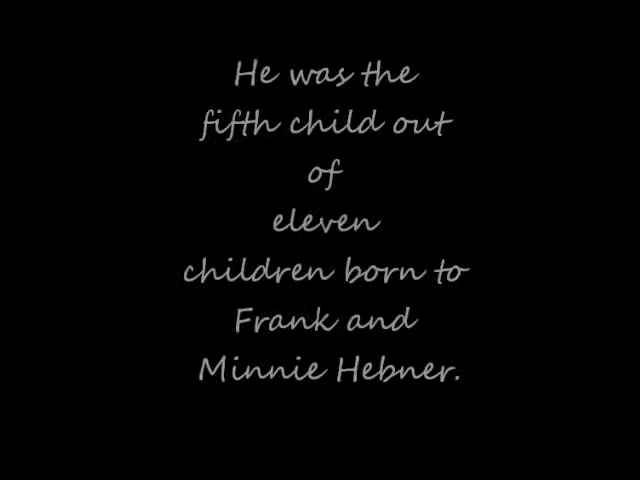 He was the
fifth child out
of
eleven
children born to
Frank and
Minnie Hebner.